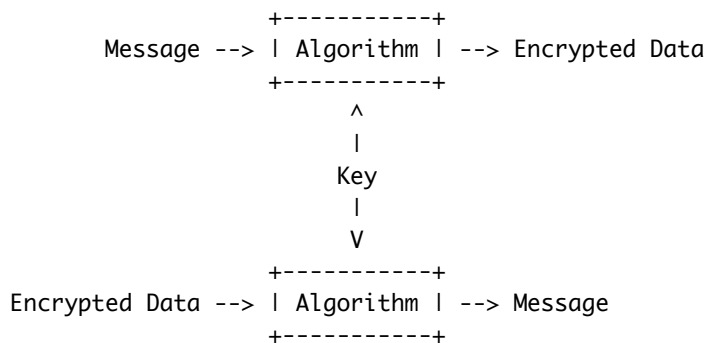 +-----------+
Message --> | Algorithm | --> Encrypted Data
+-----------+
^
|
Key
|
V
+-----------+
Encrypted Data --> | Algorithm | --> Message
+-----------+